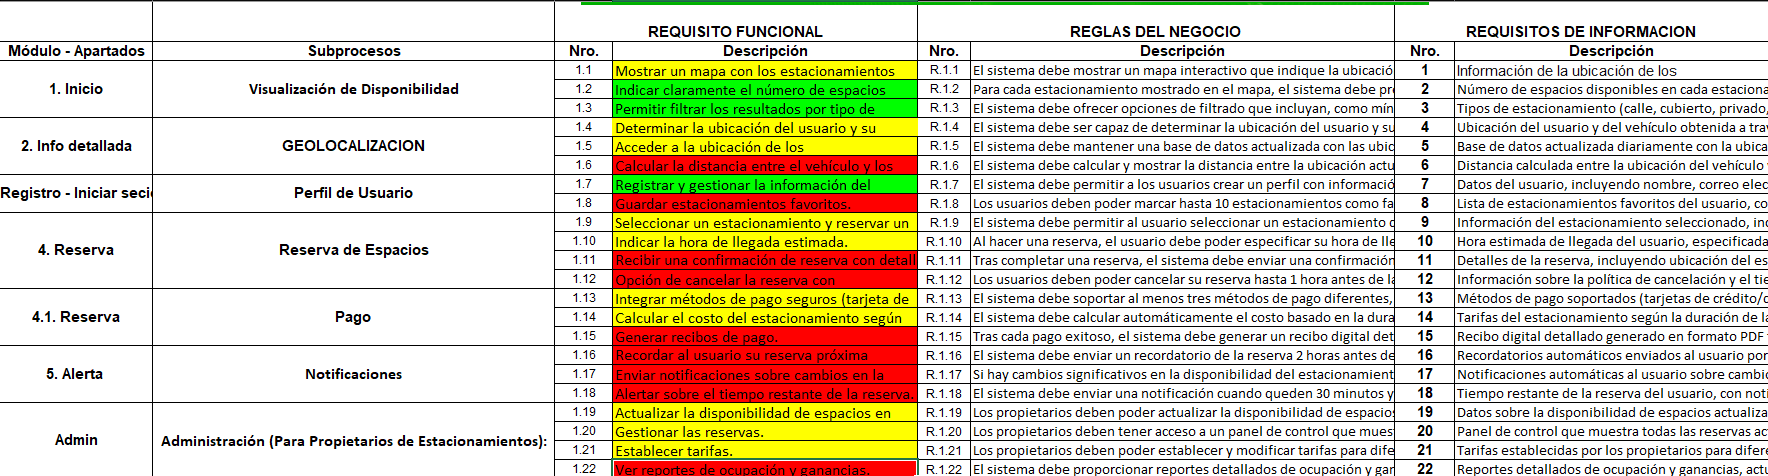 REQUISITO FUNCIONAL REGLAS DEL NEGOCIO REQUISITOS DE INFORMACION
Módulo - Apartados Subprocesos Nro. Descripción Nro. Descripción Nro. Descripción
1. Inicio Visualización de Disponibilidad
1.1 Mostrar un mapa con los estacionamientos R.1.1 El sistema debe mostrar un mapa interactivo que indique la ubicació 1 Información de la ubicación de los
1.2 Indicar claramente el número de espacios R.1.2 Para cada estacionamiento mostrado en el mapa, el sistema debe pr 2 Número de espacios disponibles en cada estaciona
1.3 Permitir filtrar los resultados por tipo de R.1.3 El sistema debe ofrecer opciones de filtrado que incluyan, como mín 3 Tipos de estacionamiento (calle, cubierto, privado,
2. Info detallada GEOLOCALIZACION
1.4 Determinar la ubicación del usuario y su R.1.4 El sistema debe ser capaz de determinar la ubicación del usuario y su 4 Ubicación del usuario y del vehículo obtenida a trav
1.5 Acceder a la ubicación de los R.1.5 El sistema debe mantener una base de datos actualizada con las ubic 5 Base de datos actualizada diariamente con la ubica
1.6 Calcular la distancia entre el vehículo y los R.1.6 El sistema debe calcular y mostrar la distancia entre la ubicación actu 6 Distancia calculada entre la ubicación del vehículo
Registro - Iniciar seci Perfil de Usuario
1.7 Registrar y gestionar la información del R.1.7 El sistema debe permitir a los usuarios crear un perfil con informació 7 Datos del usuario, incluyendo nombre, correo elec
1.8 Guardar estacionamientos favoritos. R.1.8 Los usuarios deben poder marcar hasta 10 estacionamientos como fa 8 Lista de estacionamientos favoritos del usuario, co
4. Reserva Reserva de Espacios
1.9 Seleccionar un estacionamiento y reservar un R.1.9 El sistema debe permitir al usuario seleccionar un estacionamiento 9 Información del estacionamiento seleccionado, inc
1.10 Indicar la hora de llegada estimada. R.1.10 Al hacer una reserva, el usuario debe poder especificar su hora de lle 10 Hora estimada de llegada del usuario, especificada
1.11 Recibir una confirmación de reserva con detall R.1.11 Tras completar una reserva, el sistema debe enviar una confirmación 11 Detalles de la reserva, incluyendo ubicación del es
1.12 Opción de cancelar la reserva con R.1.12 Los usuarios deben poder cancelar su reserva hasta 1 hora antes de la 12 Información sobre la política de cancelación y el tie
4.1. Reserva Pago
1.13 Integrar métodos de pago seguros (tarjeta de R.1.13 El sistema debe soportar al menos tres métodos de pago diferentes, 13 Métodos de pago soportados (tarjetas de crédito/
1.14 Calcular el costo del estacionamiento según R.1.14 El sistema debe calcular automáticamente el costo basado en la dura 14 Tarifas del estacionamiento según la duración de la
1.15 Generar recibos de pago. R.1.15 Tras cada pago exitoso, el sistema debe generar un recibo digital det 15 Recibo digital detallado generado en formato PDF
5. Alerta Notificaciones
1.16 Recordar al usuario su reserva próxima R.1.16 El sistema debe enviar un recordatorio de la reserva 2 horas antes de 16 Recordatorios automáticos enviados al usuario por
1.17 Enviar notificaciones sobre cambios en la R.1.17 Si hay cambios significativos en la disponibilidad del estacionamient 17 Notificaciones automáticas al usuario sobre cambi
1.18 Alertar sobre el tiempo restante de la reserva. R.1.18 El sistema debe enviar una notificación cuando queden 30 minutos y 18 Tiempo restante de la reserva del usuario, con noti
Admin Administración (Para Propietarios de Estacionamientos):
1.19 Actualizar la disponibilidad de espacios en R.1.19 Los propietarios deben poder actualizar la disponibilidad de espacio 19 Datos sobre la disponibilidad de espacios actualiza
1.20 Gestionar las reservas. R.1.20 Los propietarios deben tener acceso a un panel de control que mues 20 Panel de control que muestra todas las reservas ac
1.21 Establecer tarifas. R.1.21 Los propietarios deben poder establecer y modificar tarifas para dife 21 Tarifas establecidas por los propietarios para difere
1.22 Ver reportes de ocupación y ganancias. R.1.22 El sistema debe proporcionar reportes detallados de ocupación y gar 22 Reportes detallados de ocupación y ganancias, actu